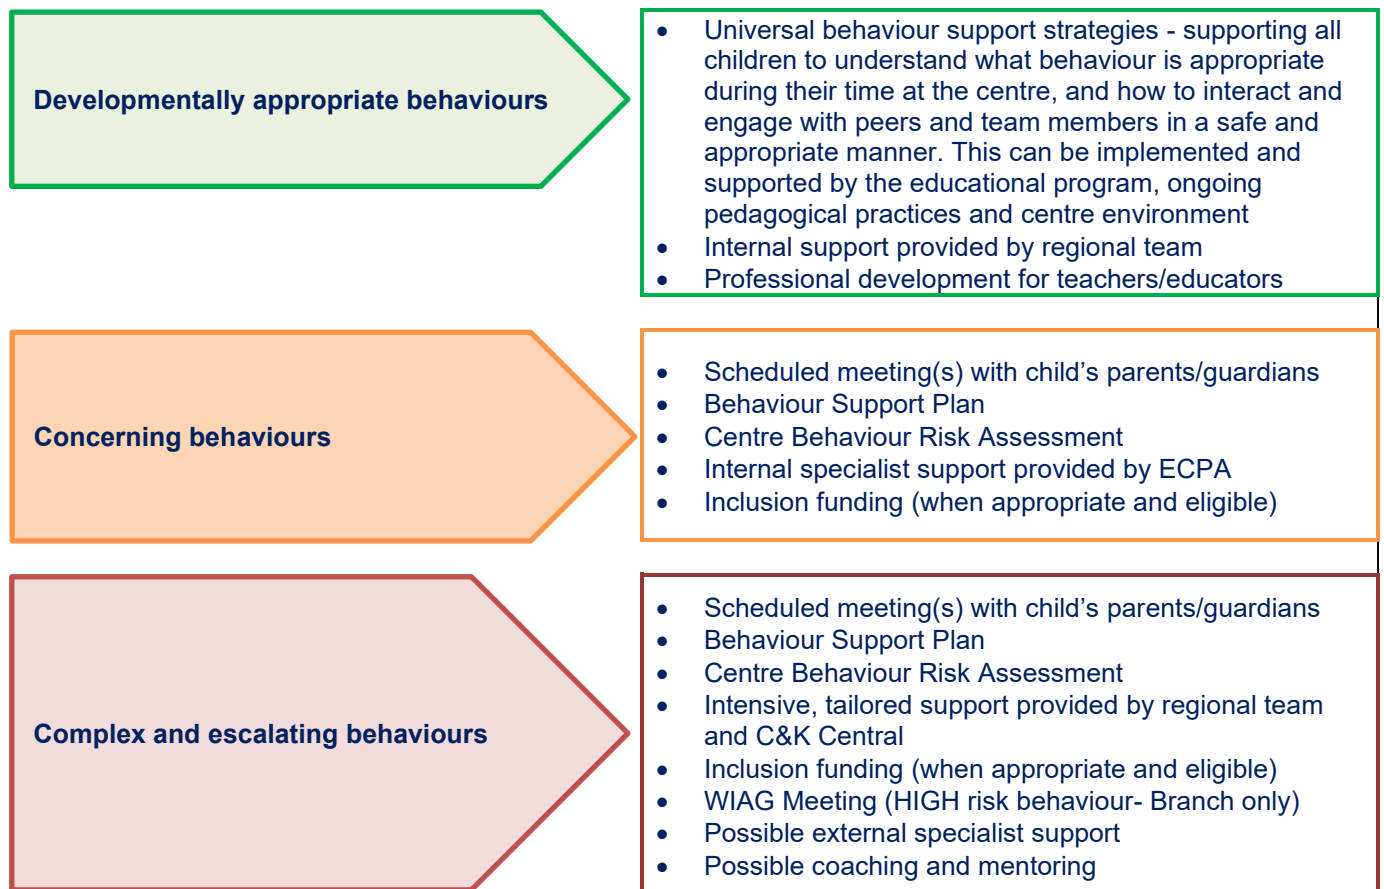 Developmentally appropriate behaviours
• Universal behaviour support strategies - supporting all
children to understand what behaviour is appropriate
during their time at the centre, and how to interact and
engage with peers and team members in a safe and
appropriate manner. This can be implemented and
supported by the educational program, ongoing
pedagogical practices and centre environment
• Internal support provided by regional team
• Professional development for teachers/educators
Concerning behaviours
• Scheduled meeting(s) with child’s parents/guardians
• Behaviour Support Plan
• Centre Behaviour Risk Assessment
• Internal specialist support provided by ECPA
• Inclusion funding (when appropriate and eligible)
Complex and escalating behaviours
• Scheduled meeting(s) with child’s parents/guardians
• Behaviour Support Plan
• Centre Behaviour Risk Assessment
• Intensive, tailored support provided by regional team
and C&K Central
• Inclusion funding (when appropriate and eligible)
• WIAG Meeting (HIGH risk behaviour- Branch only)
• Possible external specialist support
• Possible coaching and mentoring